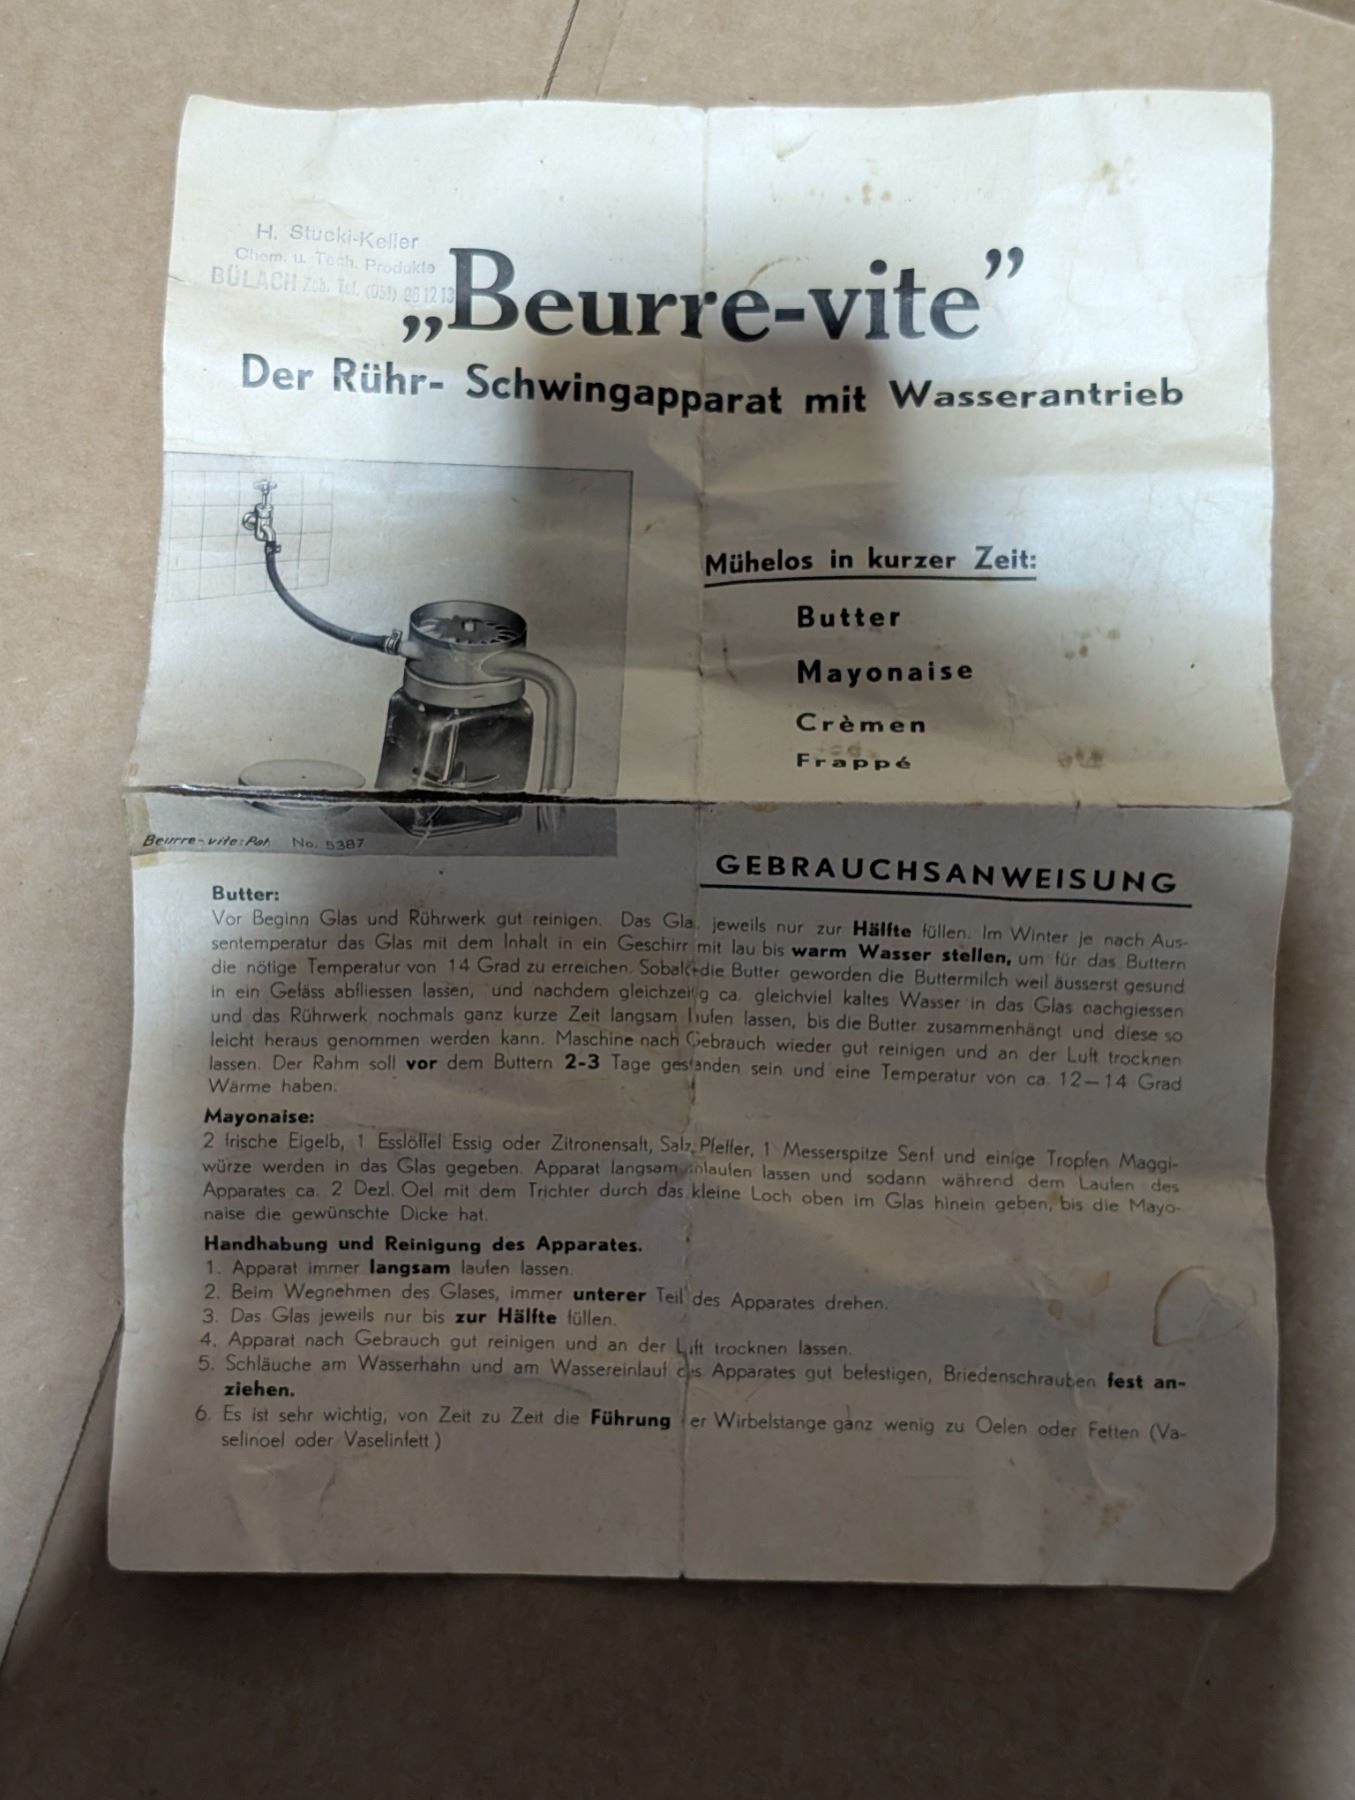 H. Stucki-Keller
Chem. u. Tech. Produkte
BÜLACH Zch. Tel. (051) 96 12 13
„Beurre-vite”
Der Rühr- Schwingapparat mit Wasserantrieb
Mühelos in kurzer Zeit:
Butter
Mayonaise
Crèmen
Frappé
Beurre-vite: Pat. No. 5387
GEBRAUCHSANWEISUNG
Butter:
Vor Beginn Glas und Rührwerk gut reinigen. Das Gla. jeweils nur zur Hälfte füllen. Im Winter je nach Aus-
sentemperatur das Glas mit dem Inhalt in ein Geschirr mit lau bis warm Wasser stellen, um für das Buttern
die nötige Temperatur von 14 Grad zu erreichen. Sobald die Butter geworden die Buttermilch weil äusserst gesund
in ein Gefäss abfliessen lassen, und nachdem gleichzeitig ca. gleichviel kaltes Wasser in das Glas nachgiessen
und das Rührwerk nochmals ganz kurze Zeit langsam laufen lassen, bis die Butter zusammenhängt und diese so
leicht heraus genommen werden kann. Maschine nach Gebrauch wieder gut reinigen und an der Luft trocknen
lassen. Der Rahm soll vor dem Buttern 2-3 Tage gestanden sein und eine Temperatur von ca. 12—14 Grad
Wärme haben.
Mayonaise:
2 frische Eigelb, 1 Esslöffel Essig oder Zitronensaft, Salz, Pfeffer, 1 Messerspitze Senf und einige Tropfen Maggi-
würze werden in das Glas gegeben. Apparat langsam anlaufen lassen und sodann während dem Laufen des
Apparates ca. 2 Dezl. Oel mit dem Trichter durch das kleine Loch oben im Glas hinein geben, bis die Mayo-
naise die gewünschte Dicke hat.
Handhabung und Reinigung des Apparates.
1. Apparat immer langsam laufen lassen.
2. Beim Wegnehmen des Glases, immer unterer Teil des Apparates drehen.
3. Das Glas jeweils nur bis zur Hälfte füllen.
4. Apparat nach Gebrauch gut reinigen und an der Luft trocknen lassen.
5. Schläuche am Wasserhahn und am Wassereinlauf des Apparates gut befestigen, Briedenschrauben fest an-
ziehen.
6. Es ist sehr wichtig, von Zeit zu Zeit die Führung der Wirbelstange ganz wenig zu Oelen oder Fetten (Va-
selinoel oder Vaselinfett)